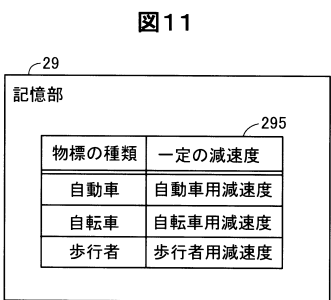 図11
29
記憶部
295
物標の種類 一定の減速度
自動車 自動車用減速度
自転車 自転車用減速度
歩行者 歩行者用減速度